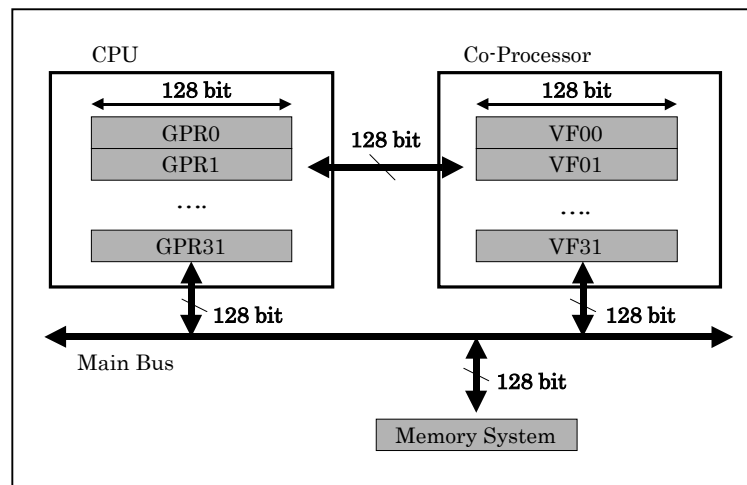 CPU
Co-Processor
128 bit
128 bit
128 bit
GPR0
GPR1
….
GPR31
VF00
VF01
….
VF31
128 bit
128 bit
Main Bus
128 bit
Memory System